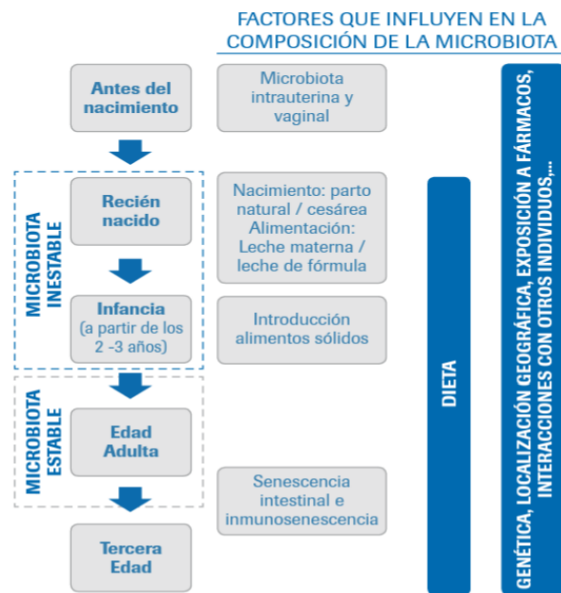 FACTORES QUE INFLUYEN EN LA
COMPOSICIÓN DE LA MICROBIOTA
Antes del
nacimiento
Microbiota
intrauterina y
vaginal
MICROBIOTA
INESTABLE
Recién
nacido
Nacimiento: parto
natural / cesárea
Alimentación:
Leche materna /
leche de fórmula
Infancia
(a partir de los
2 -3 años)
Introducción
alimentos sólidos
MICROBIOTA
ESTABLE
Edad
Adulta
Senescencia
intestinal e
inmunosenescencia
Tercera
Edad
DIETA
GENÉTICA, LOCALIZACIÓN GEOGRÁFICA, EXPOSICIÓN A FÁRMACOS,
INTERACCIONES CON OTROS INDIVIDUOS,...